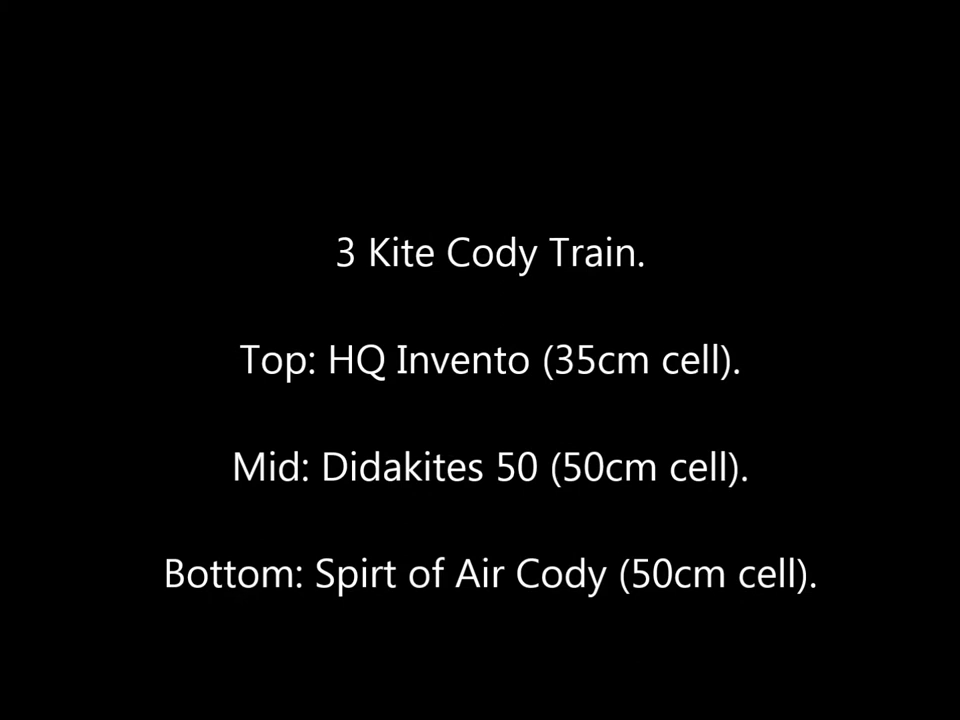 3 Kite Cody Train.
Top: HQ Invento (35cm cell).
Mid: Didakites 50 (50cm cell).
Bottom: Spirt of Air Cody (50cm cell).